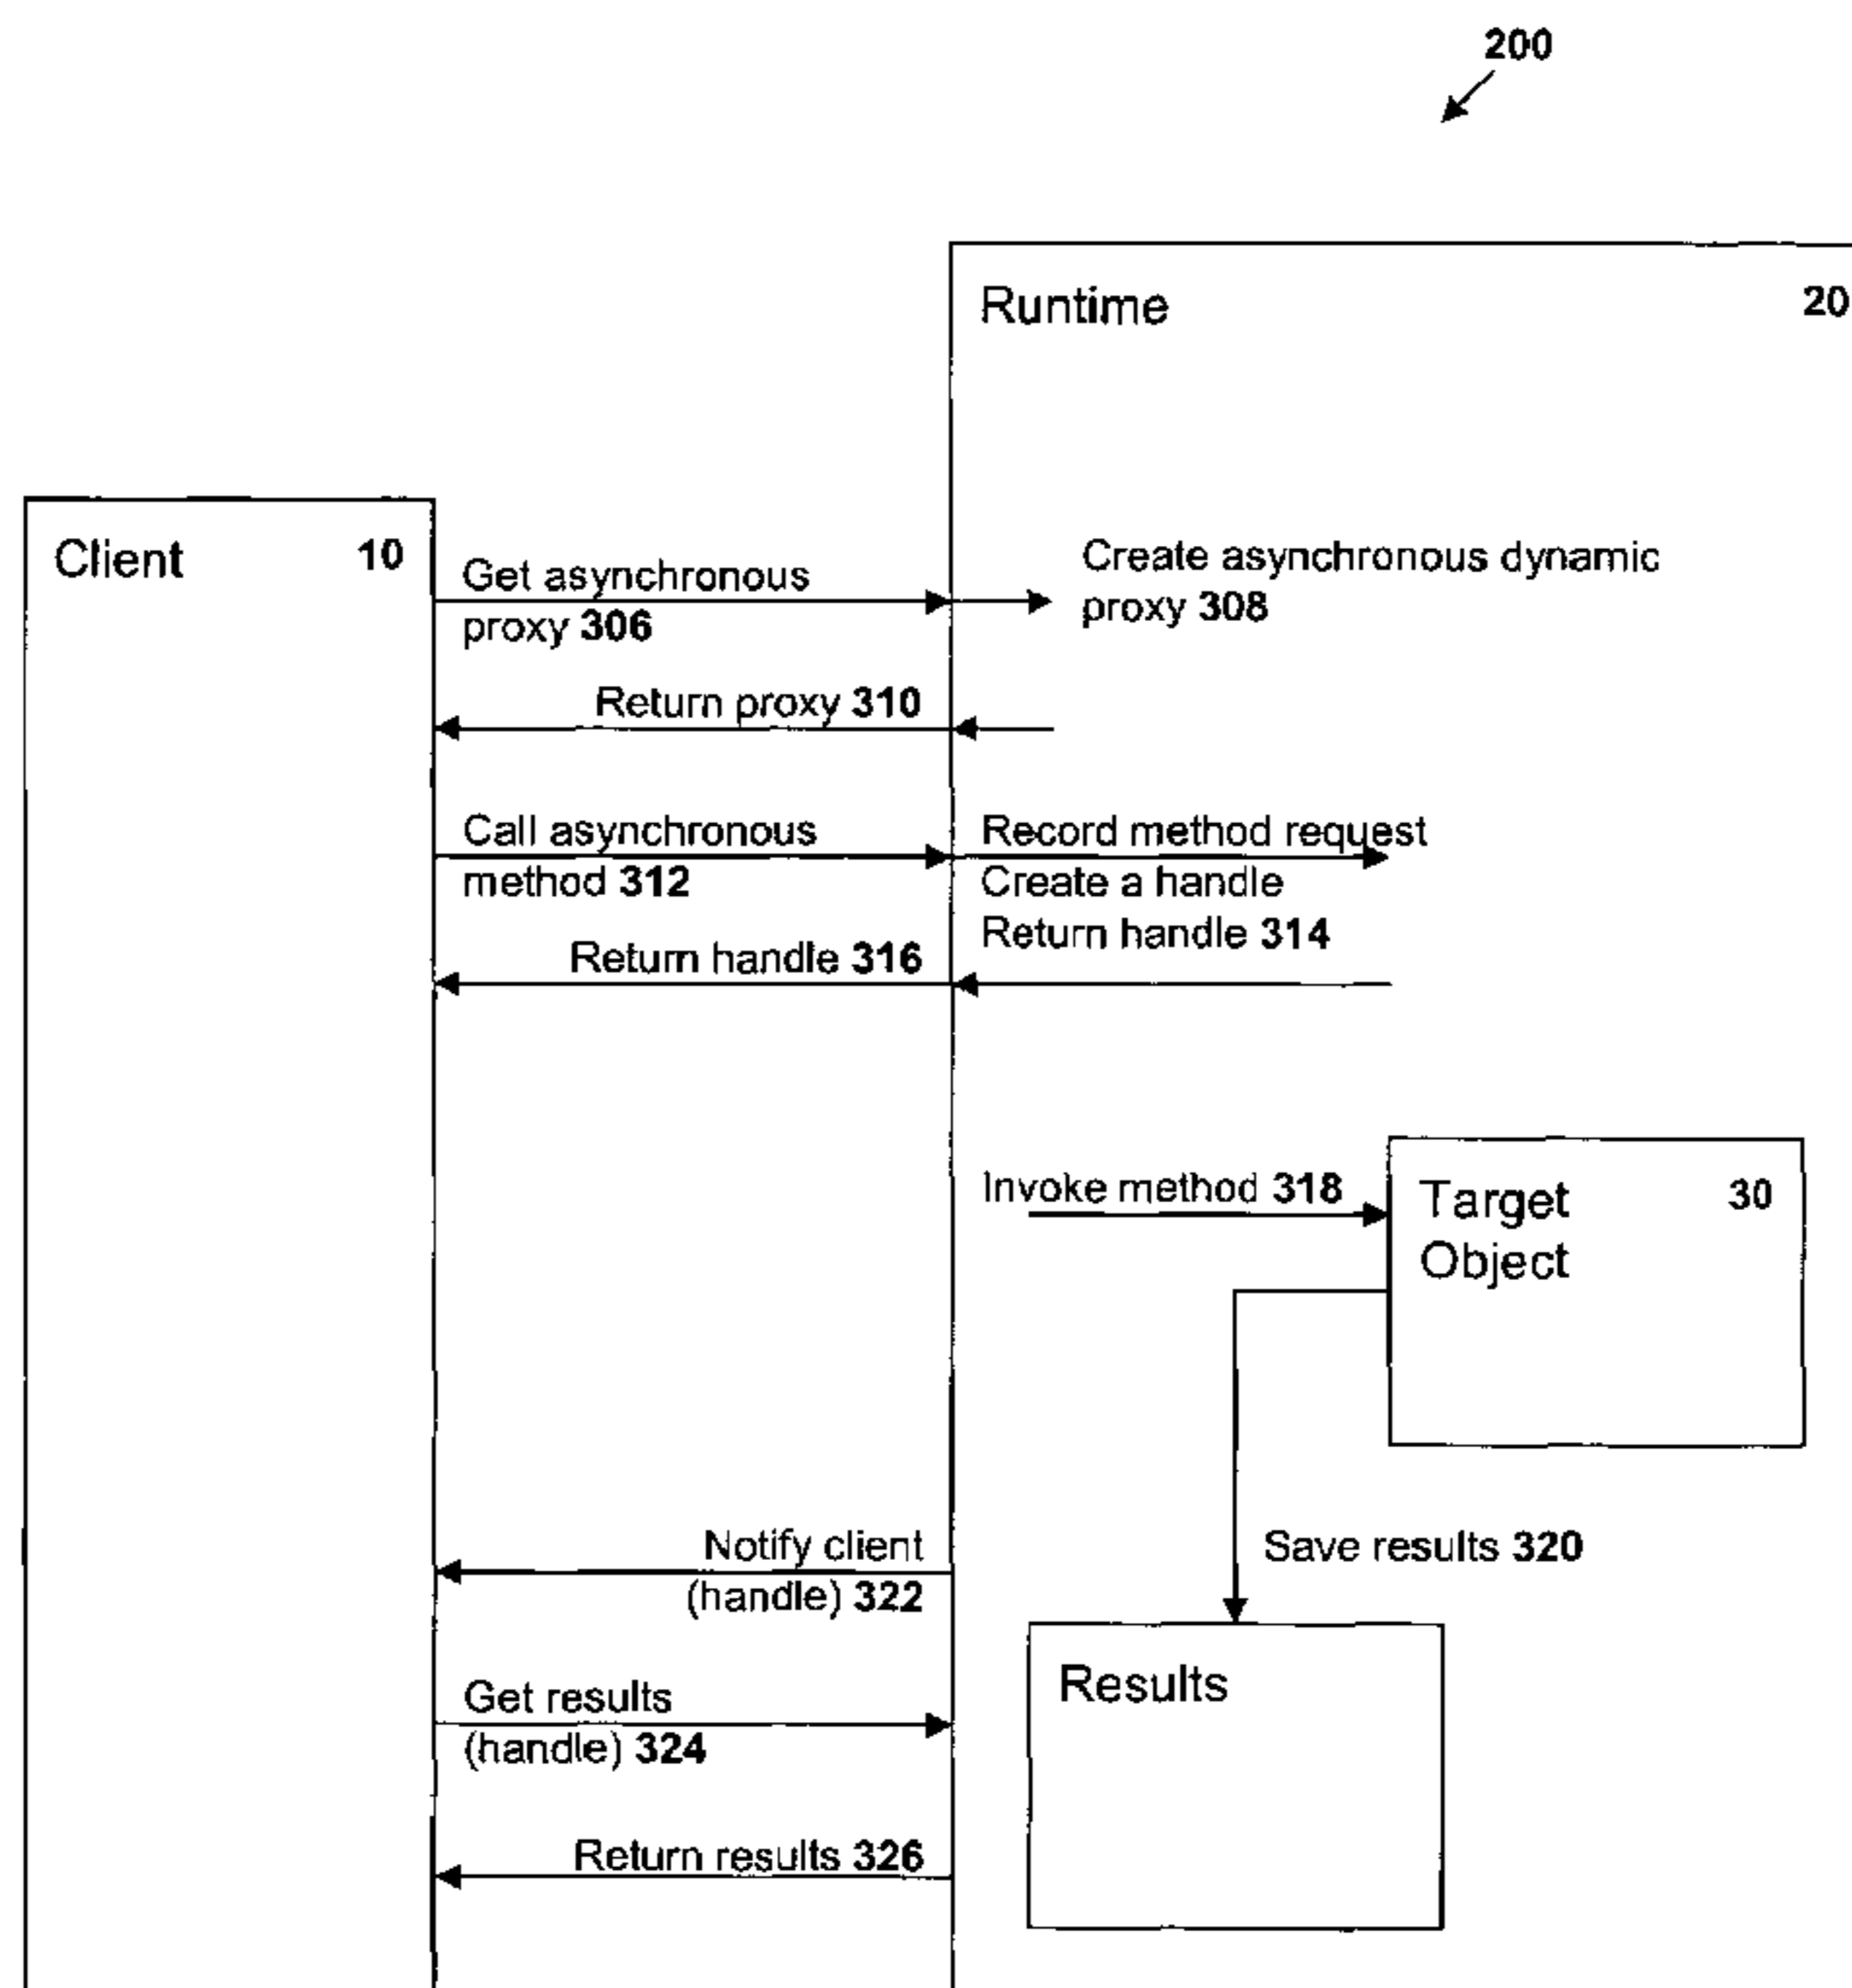 200
Runtime 20
Client 10
Get asynchronous
proxy 306
Create asynchronous dynamic
proxy 308
Return proxy 310
Call asynchronous
method 312
Record method request
Create a handle
Return handle 314
Return handle 316
Invoke method 318
Target 30
Object
Save results 320
Notify client
(handle) 322
Results
Get results
(handle) 324
Return results 326